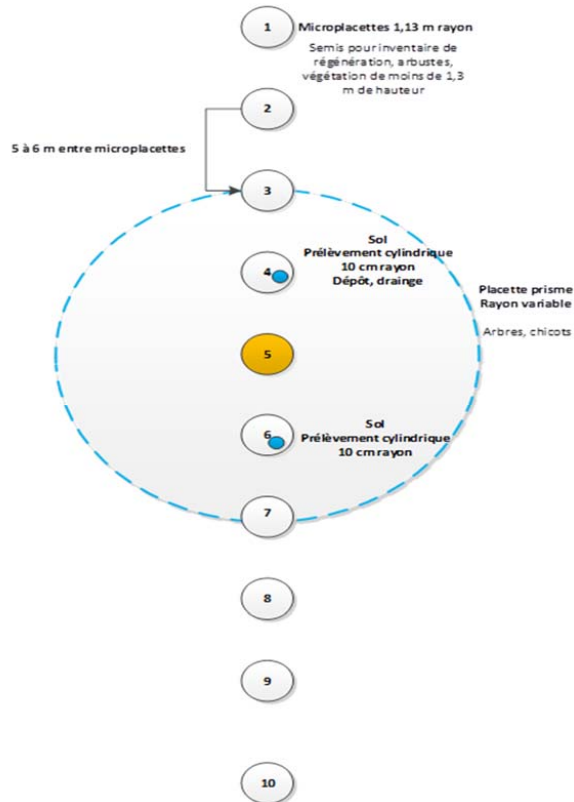 1
Microplacettes 1,13 m rayon
Semis pour inventaire de
régénération, arbustes,
végétation de moins de 1,3
m de hauteur
2
5 à 6 m entre microplacettes
3
Sol
Prélèvement cylindrique
10 cm rayon
Dépôt, drainge
4
Placette prisme
Rayon variable
Arbres, chicots
5
Sol
Prélèvement cylindrique
10 cm rayon
6
7
8
9
10